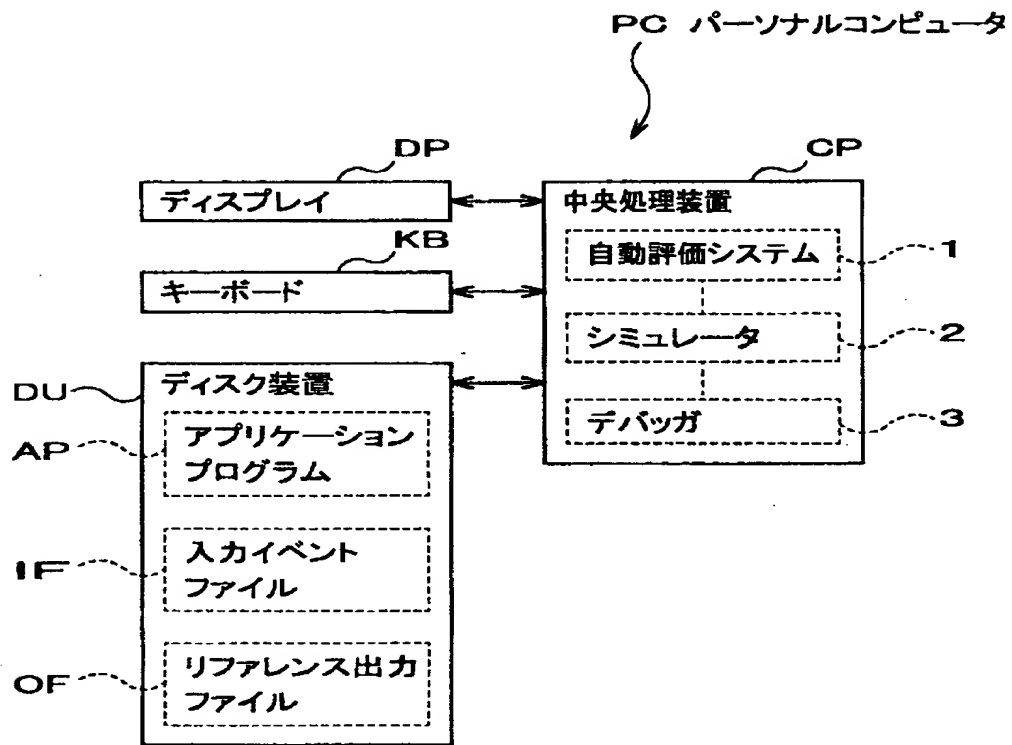 PC パーソナルコンピュータ
DP
ディスプレイ
KB
キーボード
DU
ディスク装置
AP
アプリケーション
プログラム
IF
入力イベント
ファイル
OF
リファレンス出力
ファイル
CP
中央処理装置
自動評価システム
1
シミュレータ
2
デバッガ
3